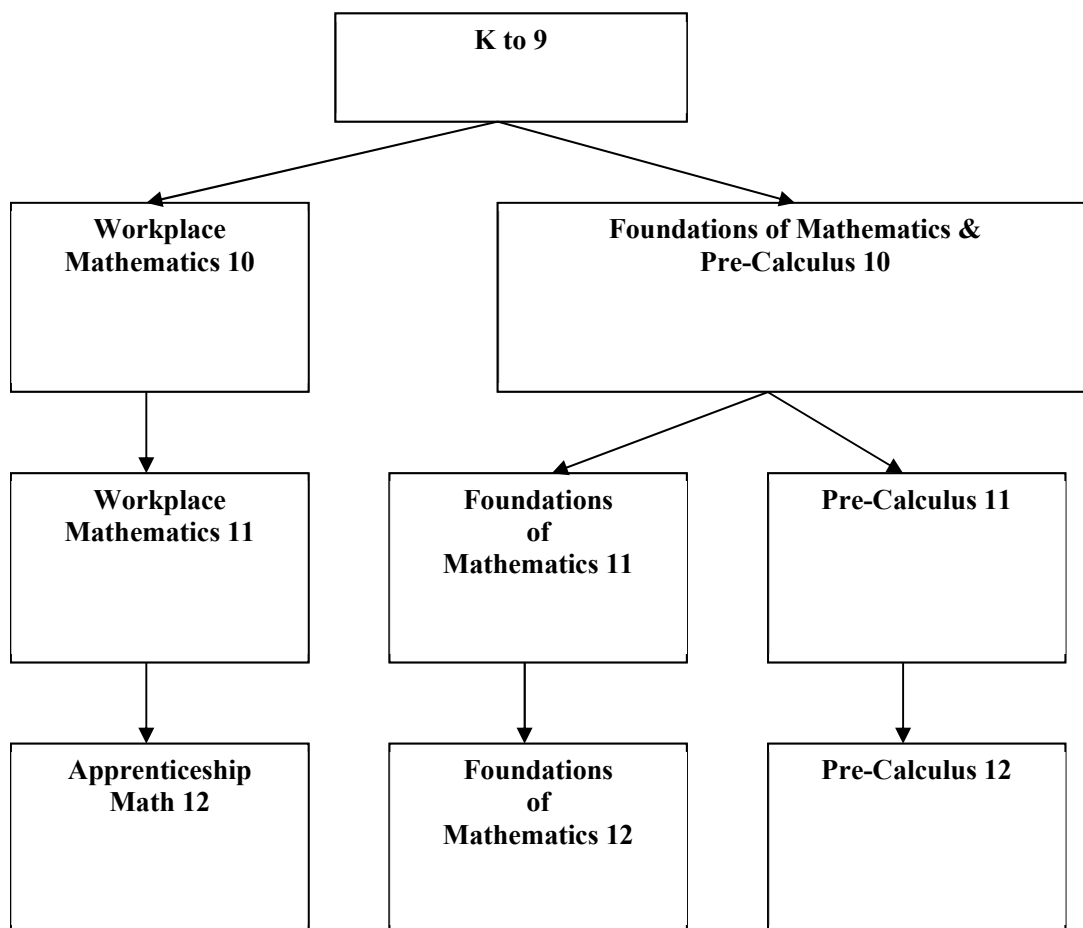 K to 9
Workplace
Mathematics 10
Foundations of Mathematics &
Pre-Calculus 10
Workplace
Mathematics 11
Foundations
of
Mathematics 11
Pre-Calculus 11
Apprenticeship
Math 12
Foundations
of
Mathematics 12
Pre-Calculus 12